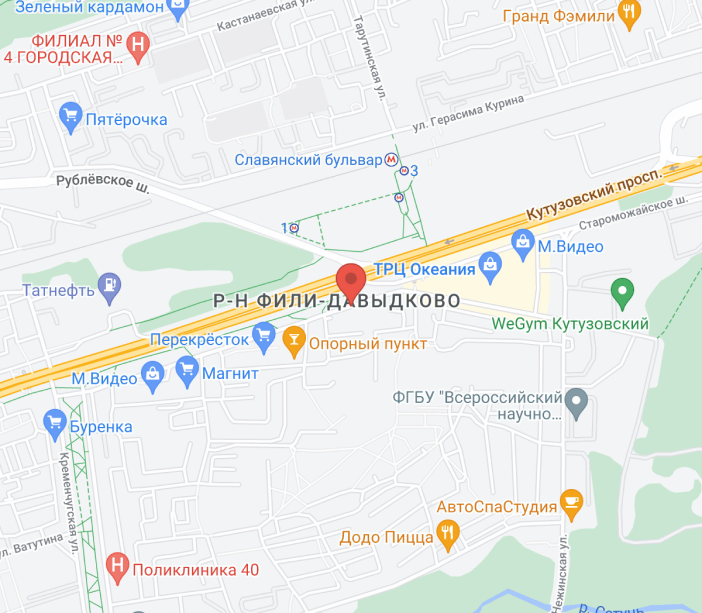 Зелёный кардамон
Кастанаевская ул.
Гранд Фэмили
ФИЛИАЛ №
4 ГОРОДСКАЯ...
Тарутинская ул.
Пятёрочка
ул. Герасима Курина
Славянский бульвар
3
Рублёвское ш.
Кутузовский просп.
1
Староможайское ш.
М.Видео
ТРЦ Океания
Татнефть
Р-Н ФИЛИ-ДАВЫДКОВО
WeGym Кутузовский
Перекрёсток
Опорный пункт
М.Видео
Магнит
ФГБУ "Всероссийский
научно...
Буренка
Кременчугская ул.
АвтоСпаСтудия
Додо Пицца
ул. Ватутина
Поликлиника 40
Нежинская ул.
р. Сетунь